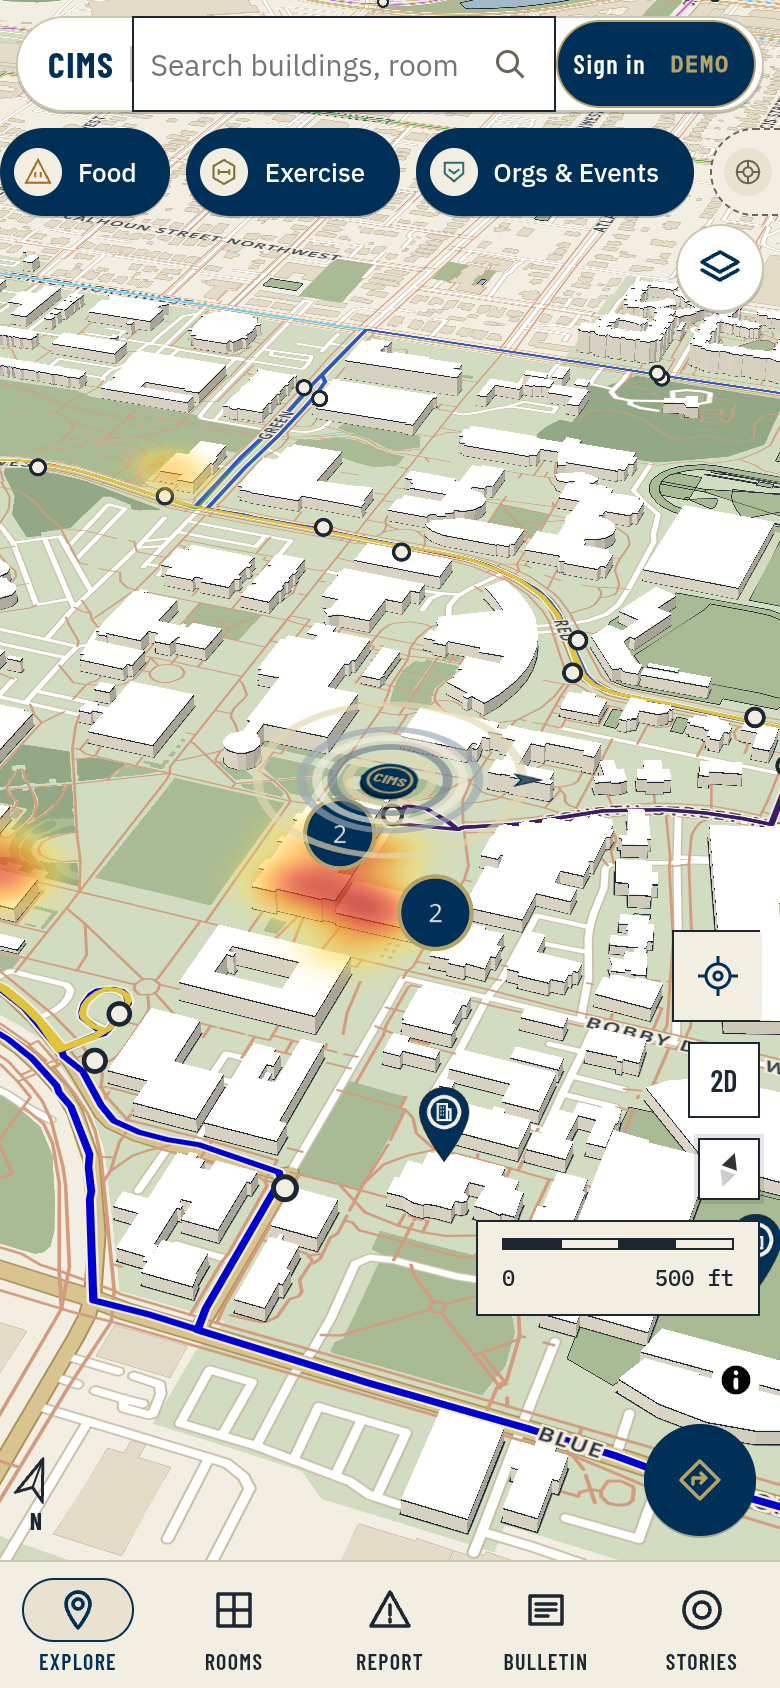 CIMS
Search buildings, room
Sign in
DEMO
Food
Exercise
Orgs & Events
CALHOUN STREET NORTHWEST
GREEN
RED
CIMS
2
2
BOBBY
2D
0
500 ft
BLUE
N
EXPLORE
ROOMS
REPORT
BULLETIN
STORIES